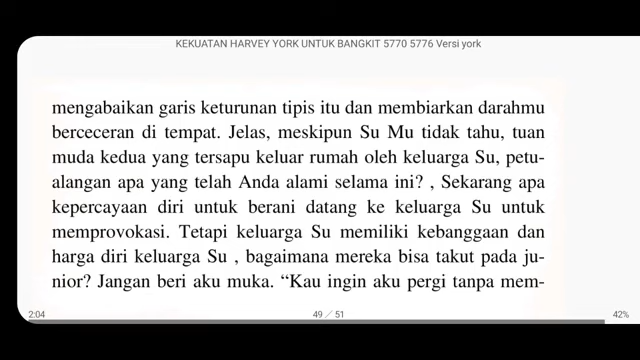 KEKUATAN HARVEY YORK UNTUK BANGKIT 5770 5776 Versi york
mengabaikan garis keturunan tipis itu dan membiarkan darahmu
berceceran di tempat. Jelas, meskipun Su Mu tidak tahu, tuan
muda kedua yang tersapu keluar rumah oleh keluarga Su, petu-
alangan apa yang telah Anda alami selama ini? , Sekarang apa
kepercayaan diri untuk berani datang ke keluarga Su untuk
memprovokasi. Tetapi keluarga Su memiliki kebanggaan dan
harga diri keluarga Su , bagaimana mereka bisa takut pada ju-
nior? Jangan beri aku muka. “Kau ingin aku pergi tanpa mem-
2:04 49 / 51 42%